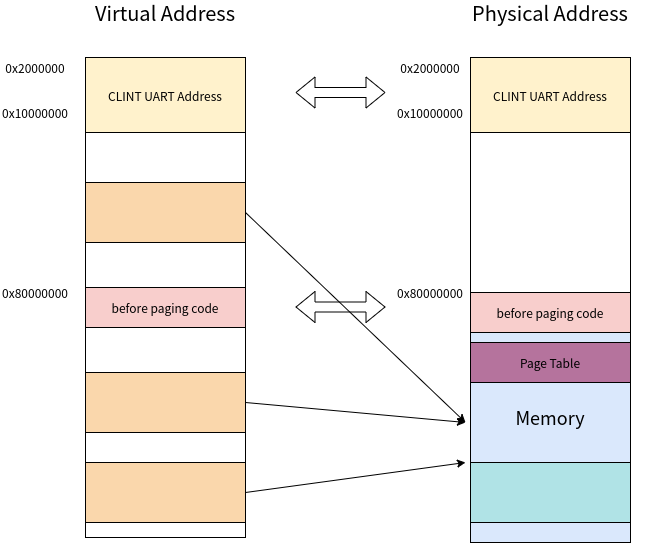 Virtual Address
Physical Address
0x2000000
CLINT UART Address
0x10000000
0x2000000
CLINT UART Address
0x10000000
0x80000000
before paging code
0x80000000
before paging code
Page Table
Memory